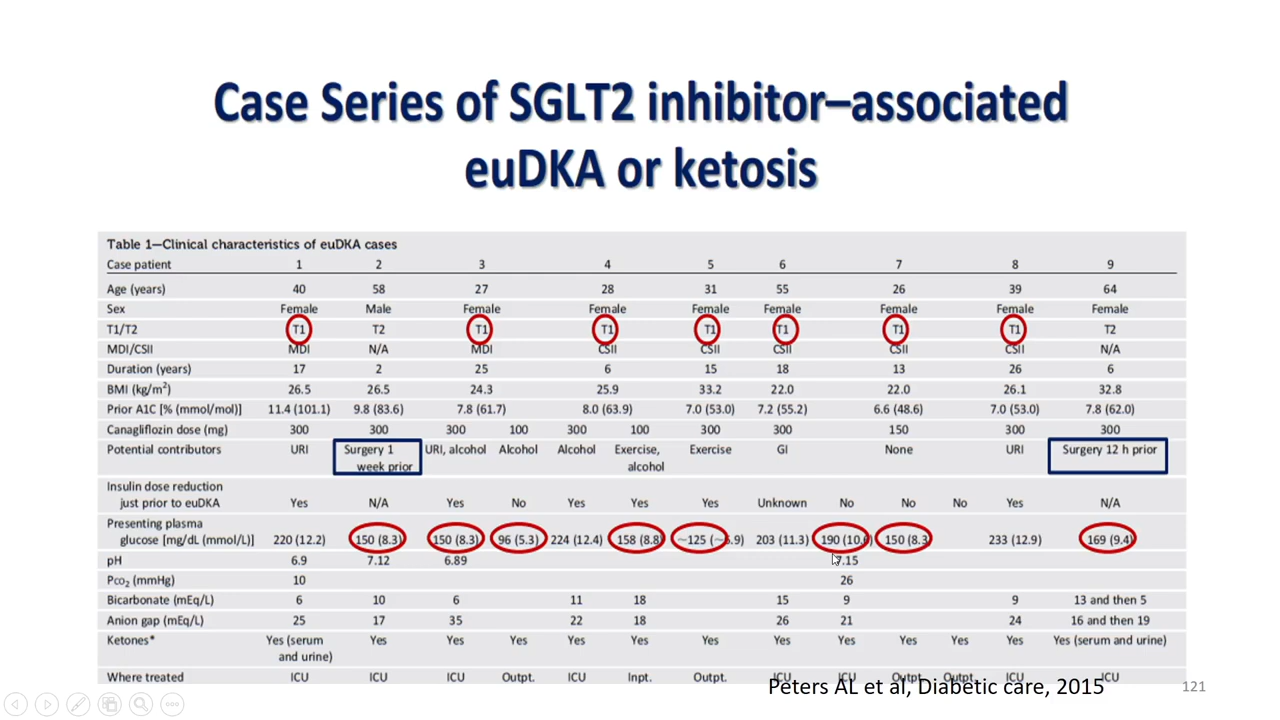 Case Series of SGLT2 inhibitor–associated
euDKA or ketosis
Table 1—Clinical characteristics of euDKA cases
Case patient 1 2 3 4 5 6 7 8 9
Age (years) 40 58 27 28 31 55 26 39 64
Sex Female Male Female Female Female Female Female Female Female
T1/T2 T1 T2 T1 T1 T1 T1 T1 T1 T2
MDI/CSII MDI N/A MDI CSII CSII CSII CSII CSII N/A
Duration (years) 17 2 25 6 15 18 13 26 6
BMI (kg/m²) 26.5 26.5 24.3 25.9 33.2 22.0 22.0 26.1 32.8
Prior A1C [% (mmol/mol)] 11.4 (101.1) 9.8 (83.6) 7.8 (61.7) 8.0 (63.9) 7.0 (53.0) 7.2 (55.2) 6.6 (48.6) 7.0 (53.0) 7.8 (62.0)
Canagliflozin dose (mg) 300 300 300 100 300 100 300 300 150 300 300
Potential contributors URI Surgery 1 URI, alcohol Alcohol Alcohol Exercise, Exercise GI None URI Surgery 12 h prior
week prior alcohol
Insulin dose reduction
just prior to euDKA Yes N/A Yes No Yes Yes Yes Unknown No No No Yes N/A
Presenting plasma
glucose [mg/dL (mmol/L)] 220 (12.2) 150 (8.3) 150 (8.3) 96 (5.3) 224 (12.4) 158 (8.8) ~125 (~6.9) 203 (11.3) 190 (10.6) 150 (8.3) 233 (12.9) 169 (9.4)
pH 6.9 7.12 6.89 7.15
Pco₂ (mmHg) 10 26
Bicarbonate (mEq/L) 6 10 6 11 18 15 9 9 13 and then 5
Anion gap (mEq/L) 25 17 35 22 18 26 21 24 16 and then 19
Ketones* Yes (serum Yes Yes Yes Yes Yes Yes Yes Yes Yes Yes Yes Yes (serum and urine)
and urine)
Where treated ICU ICU ICU Outpt. ICU Inpt. Outpt. ICU ICU Outpt. Outpt. ICU ICU
Peters AL et al, Diabetic care, 2015
121